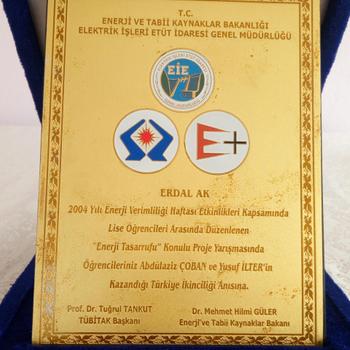 T.C.
ENERJİ VE TABİİ KAYNAKLAR BAKANLIĞI
ELEKTRİK İŞLERİ ETÜT İDARESİ GENEL MÜDÜRLÜĞÜ
EİE
ERDAL AK
2004 Yılı Enerji Verimliliği Haftası Etkinlikleri Kapsamında
Lise Öğrencileri Arasında Düzenlenen
"Enerji Tasarrufu" Konulu Proje Yarışmasında
Öğrencileriniz Abdülaziz ÇOBAN ve Yusuf İLTER'in
Kazandığı Türkiye İkinciliği Anısına.
Prof. Dr. Tuğrul TANKUT
TÜBİTAK Başkanı
Dr. Mehmet Hilmi GÜLER
Enerji ve Tabii Kaynaklar Bakanı